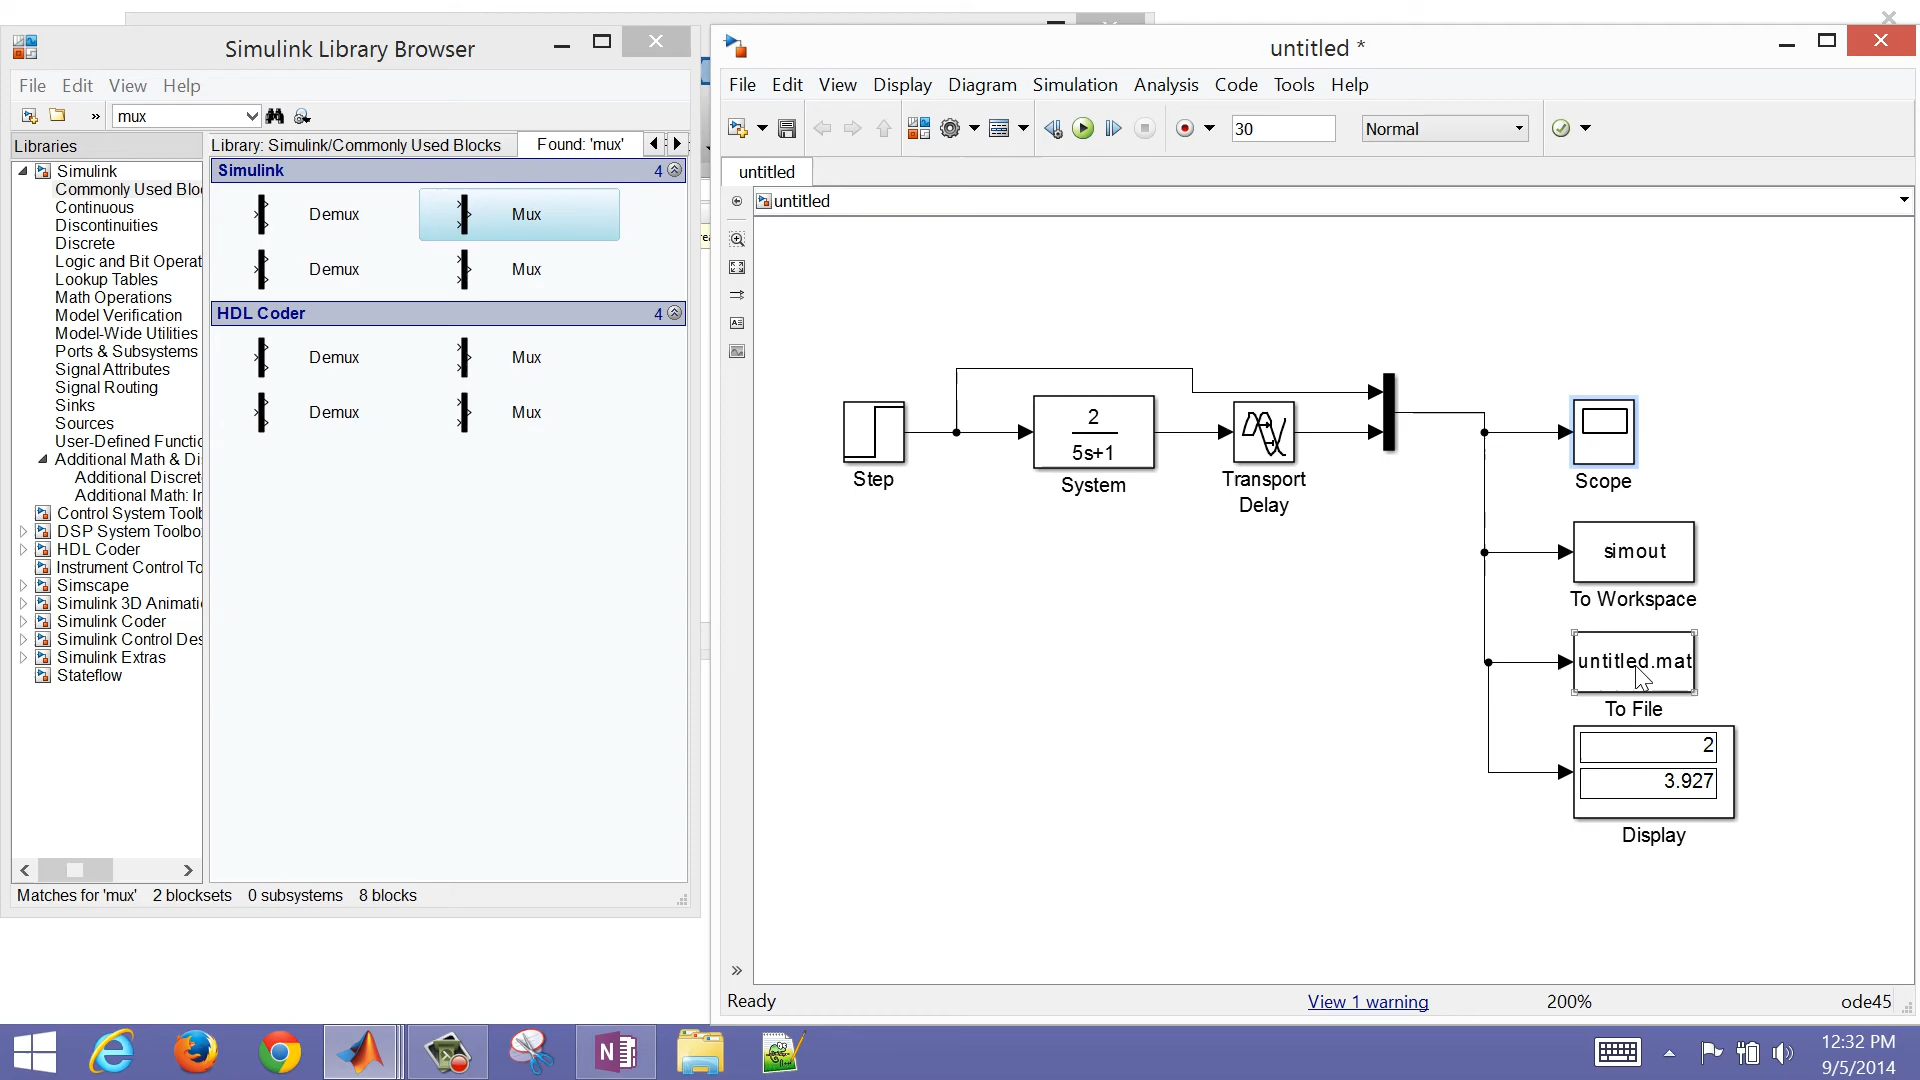 Simulink Library Browser
File Edit View Help
mux
Libraries
Library: Simulink/Commonly Used Blocks
Found: 'mux'
Simulink
Commonly Used Bloc
Continuous
Discontinuities
Discrete
Logic and Bit Operat
Lookup Tables
Math Operations
Model Verification
Model-Wide Utilities
Ports & Subsystems
Signal Attributes
Signal Routing
Sinks
Sources
User-Defined Functio
Additional Math & Di
Additional Discret
Additional Math: In
Control System Toolb
DSP System Toolbo
HDL Coder
Instrument Control To
Simscape
Simulink 3D Animati
Simulink Coder
Simulink Control Des
Simulink Extras
Stateflow
Simulink 4
Demux Mux
Demux Mux
HDL Coder 4
Demux Mux
Demux Mux
Matches for 'mux' 2 blocksets 0 subsystems 8 blocks
untitled *
File Edit View Display Diagram Simulation Analysis Code Tools Help
30
Normal
untitled
untitled
Step
2
5s+1
System
Transport
Delay
Scope
simout
To Workspace
untitled.mat
To File
2
3.927
Display
Ready
View 1 warning
200%
ode45
12:32 PM
9/5/2014